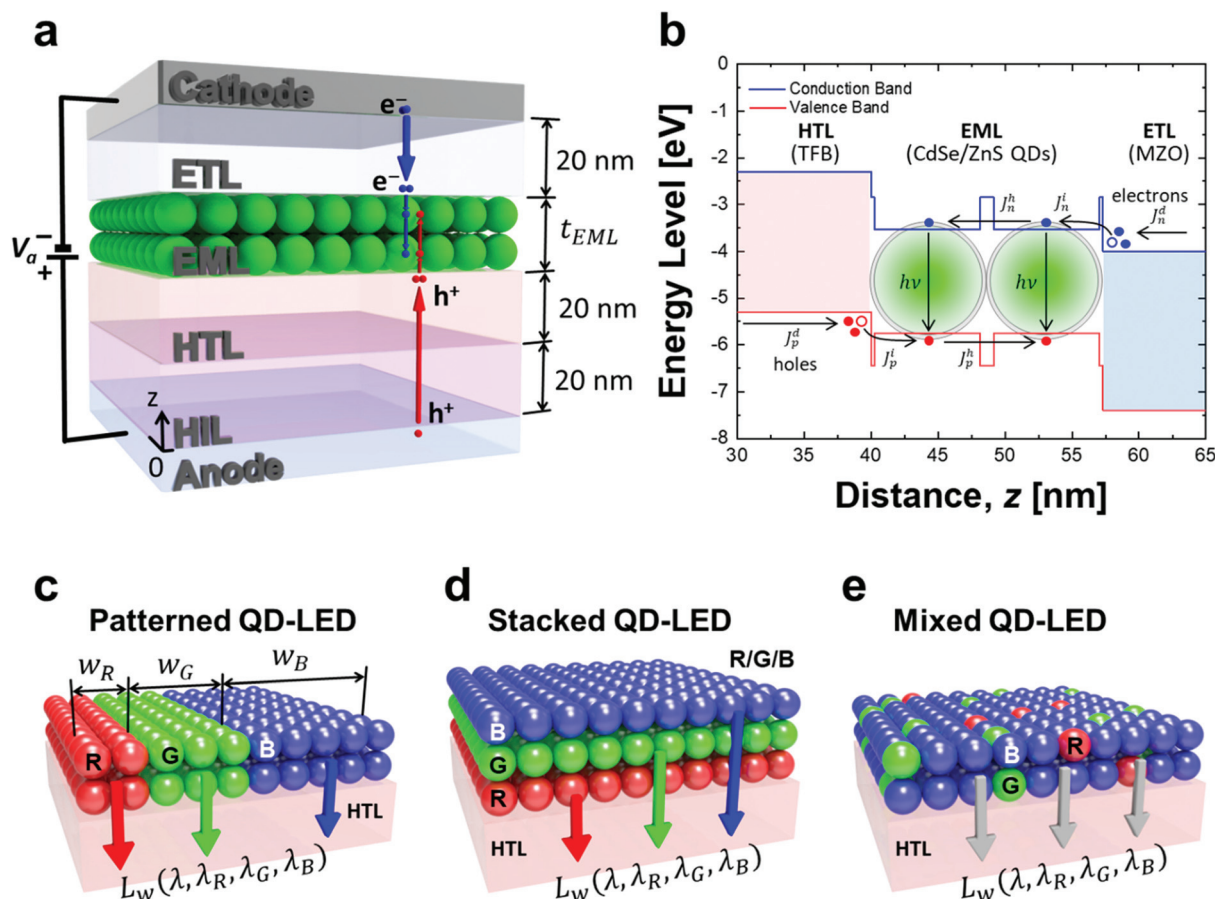 a
Cathode
e⁻
ETL
20 nm
e⁻
t_EML
V_a
−
+
EML
h⁺
20 nm
HTL
20 nm
z
HIL
h⁺
0
Anode
b
Energy Level [eV]
0
-1
-2
-3
-4
-5
-6
-7
-8
Conduction Band
Valence Band
HTL
(TFB)
EML
(CdSe/ZnS QDs)
ETL
(MZO)
J_n^h
J_n^i
electrons
J_n^d
hν
hν
J_p^d
holes
J_p^i
J_p^h
30 35 40 45 50 55 60 65
Distance, z [nm]
c
Patterned QD-LED
w_R
w_G
w_B
R
G
B
HTL
L_w(λ, λ_R, λ_G, λ_B)
d
Stacked QD-LED
R/G/B
B
G
R
HTL
L_w(λ, λ_R, λ_G, λ_B)
e
Mixed QD-LED
B
R
G
HTL
L_w(λ, λ_R, λ_G, λ_B)